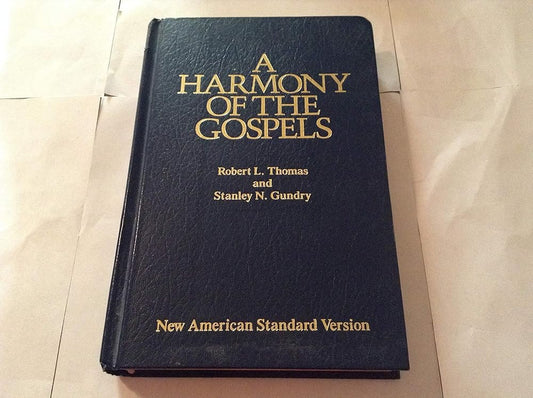 A
HARMONY
OF THE
GOSPELS
Robert L. Thomas
and
Stanley N. Gundry
New American Standard Version